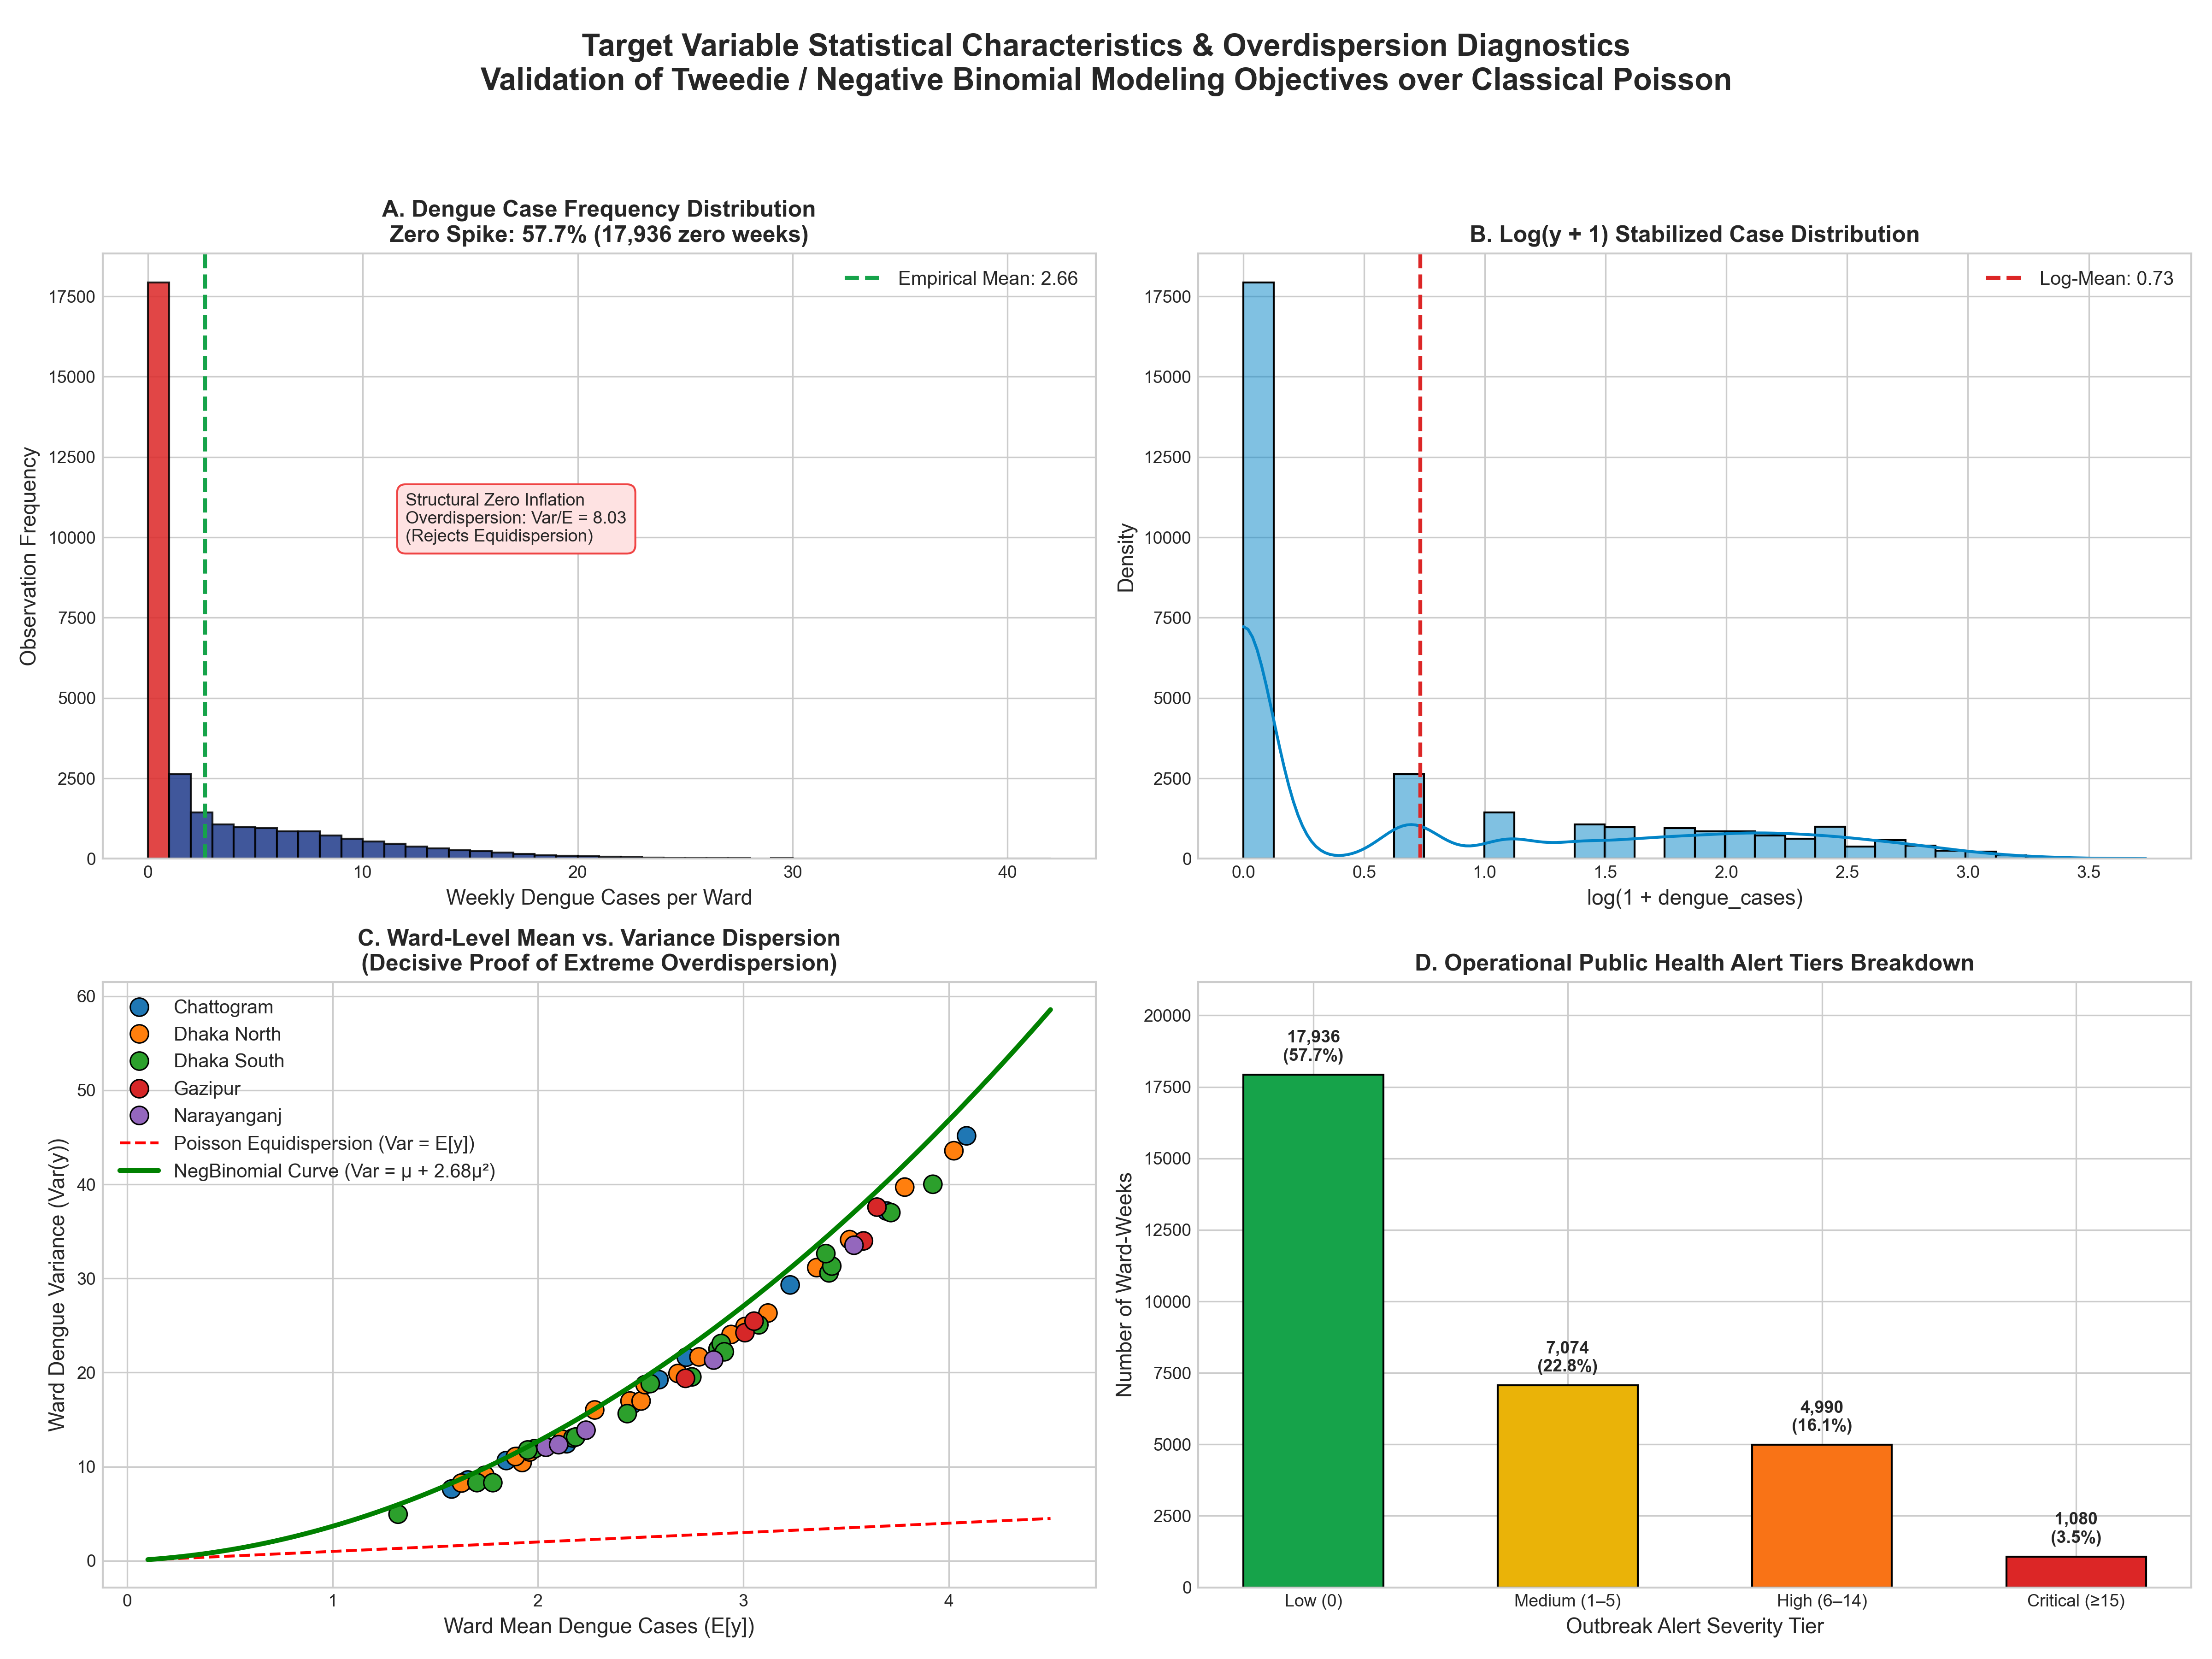 Target Variable Statistical Characteristics & Overdispersion Diagnostics
Validation of Tweedie / Negative Binomial Modeling Objectives over Classical Poisson
A. Dengue Case Frequency Distribution
Zero Spike: 57.7% (17,936 zero weeks)
Empirical Mean: 2.66
Structural Zero Inflation
Overdispersion: Var/E = 8.03
(Rejects Equidispersion)
Observation Frequency
17500
15000
12500
10000
7500
5000
2500
0
0
10
20
30
40
Weekly Dengue Cases per Ward
B. Log(y + 1) Stabilized Case Distribution
Log-Mean: 0.73
Density
17500
15000
12500
10000
7500
5000
2500
0
0.0
0.5
1.0
1.5
2.0
2.5
3.0
3.5
log(1 + dengue_cases)
C. Ward-Level Mean vs. Variance Dispersion
(Decisive Proof of Extreme Overdispersion)
Chattogram
Dhaka North
Dhaka South
Gazipur
Narayanganj
Poisson Equidispersion (Var = E[y])
NegBinomial Curve (Var = μ + 2.68μ²)
Ward Dengue Variance (Var(y))
60
50
40
30
20
10
0
0
1
2
3
4
Ward Mean Dengue Cases (E[y])
D. Operational Public Health Alert Tiers Breakdown
Number of Ward-Weeks
20000
17500
15000
12500
10000
7500
5000
2500
0
17,936
(57.7%)
7,074
(22.8%)
4,990
(16.1%)
1,080
(3.5%)
Low (0)
Medium (1–5)
High (6–14)
Critical (≥15)
Outbreak Alert Severity Tier